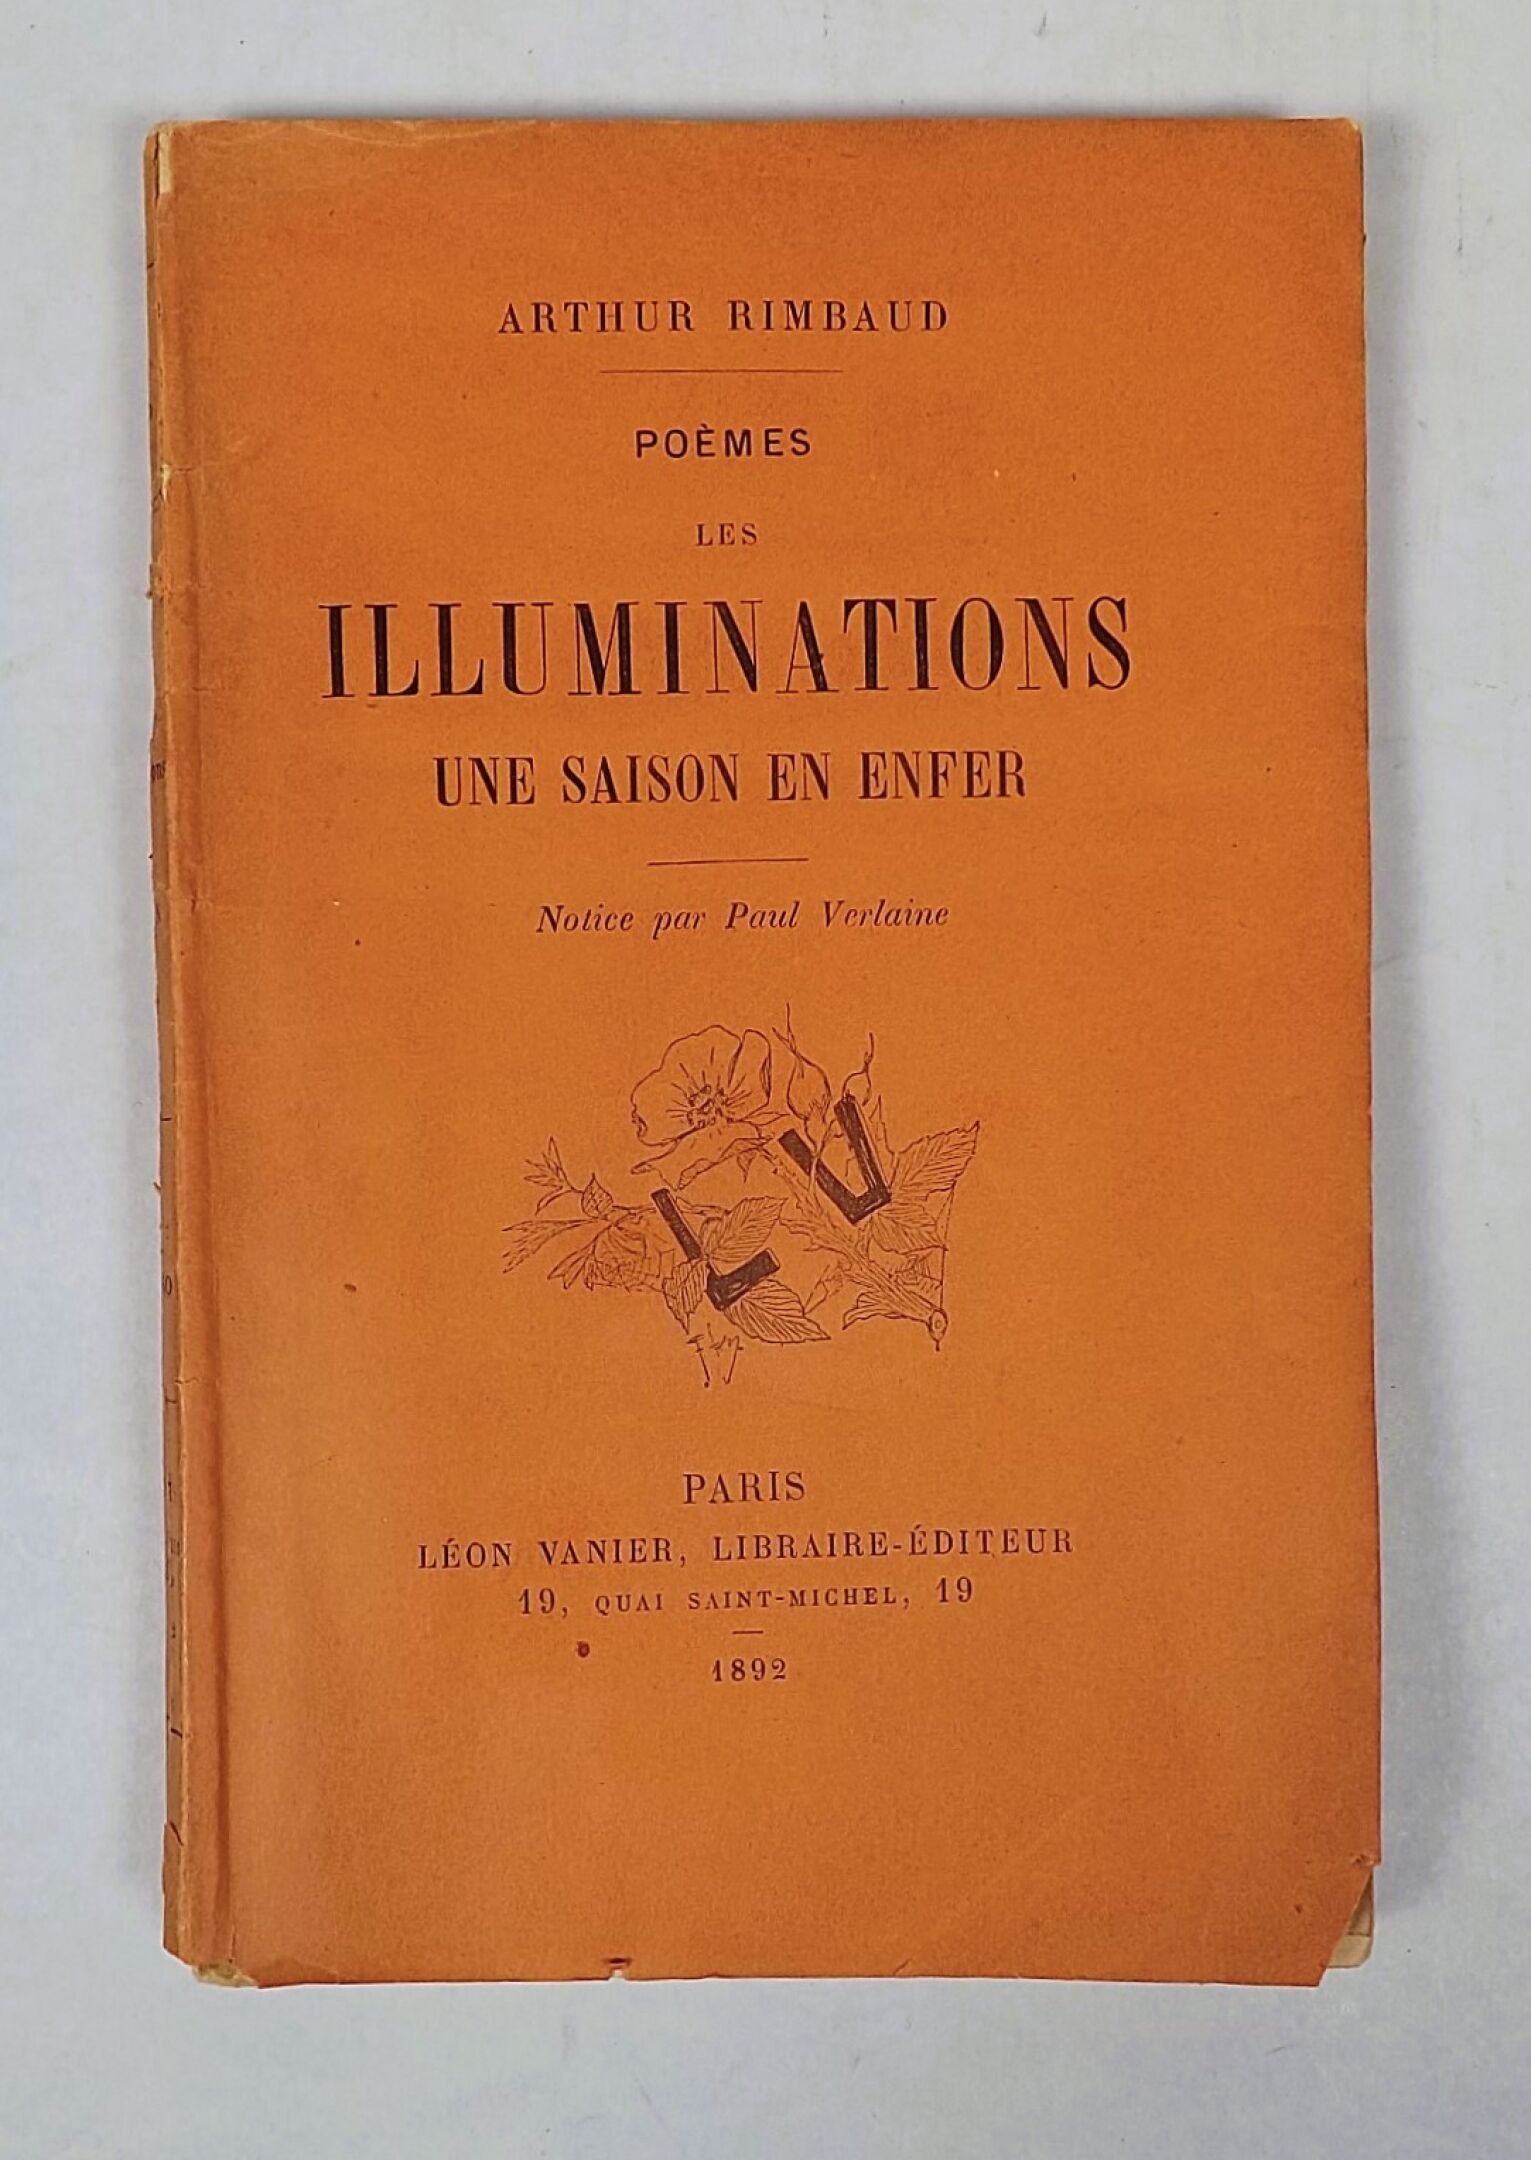 ARTHUR RIMBAUD
POÈMES
LES
ILLUMINATIONS
UNE SAISON EN ENFER
Notice par Paul Verlaine
L V
PARIS
LÉON VANIER, LIBRAIRE-ÉDITEUR
19, QUAI SAINT-MICHEL, 19
1892